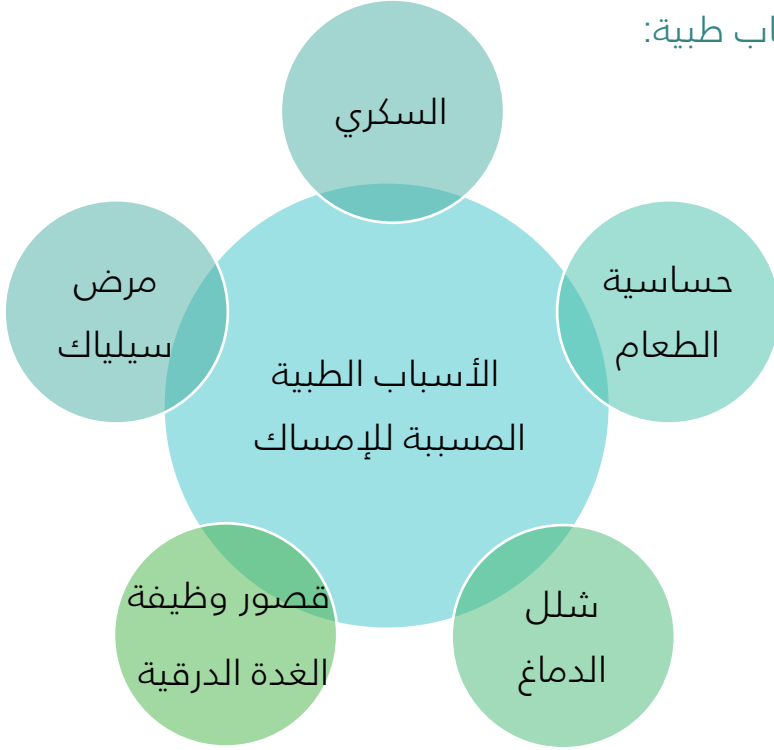 طبية:
السكري
حساسية
الطعام
مرض
سيلياك
الأسباب الطبية
المسببة للإمساك
شلل
الدماغ
قصور وظيفة
الغدة الدرقية